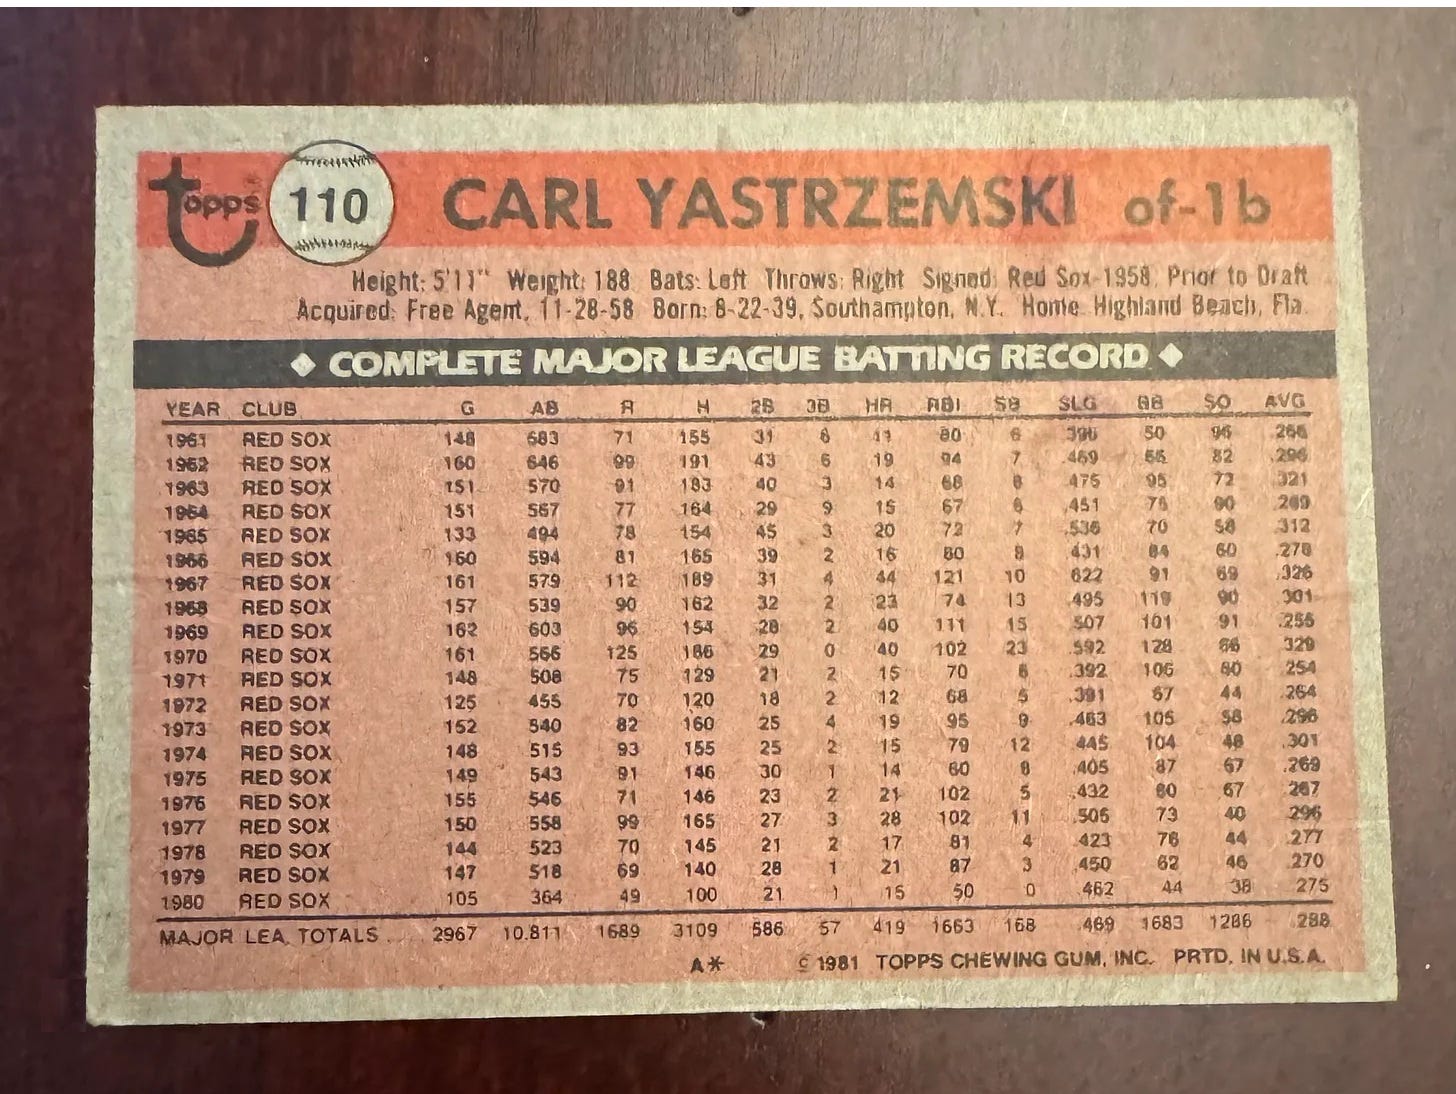 topps 110 CARL YASTRZEMSKI of-1b
Height: 5'11" Weight: 188 Bats: Left Throws: Right Signed: Red Sox-1958, Prior to Draft
Acquired: Free Agent, 11-28-58 Born: 8-22-39, Southampton, N.Y. Home Highland Beach, Fla.
COMPLETE MAJOR LEAGUE BATTING RECORD
YEAR CLUB G AB R H 2B 3B HR RBI SB SLG BB SO AVG
1961 RED SOX 148 583 71 155 31 6 11 80 6 .396 50 96 .266
1962 RED SOX 160 646 99 191 43 6 19 94 7 .469 66 82 .296
1963 RED SOX 151 570 91 183 40 3 14 68 8 .475 95 72 .321
1964 RED SOX 151 567 77 164 29 9 15 67 6 .451 75 90 .289
1965 RED SOX 133 494 78 154 45 3 20 72 7 .536 70 58 .312
1966 RED SOX 160 594 81 165 39 2 16 80 8 .431 84 60 .278
1967 RED SOX 161 579 112 189 31 4 44 121 10 .622 91 69 .326
1968 RED SOX 157 539 90 162 32 2 23 74 13 .495 119 90 .301
1969 RED SOX 162 603 96 154 28 2 40 111 15 .507 101 91 .255
1970 RED SOX 161 566 125 186 29 0 40 102 23 .592 128 66 .329
1971 RED SOX 148 508 75 129 21 2 15 70 8 .392 106 60 .254
1972 RED SOX 125 455 70 120 18 2 12 68 5 .391 67 44 .264
1973 RED SOX 152 540 82 160 25 4 19 95 9 .463 105 58 .296
1974 RED SOX 148 515 93 155 25 2 15 79 12 .445 104 48 .301
1975 RED SOX 149 543 91 146 30 1 14 60 8 .405 87 67 .269
1976 RED SOX 155 546 71 146 23 2 21 102 5 .432 80 67 .267
1977 RED SOX 150 558 99 165 27 3 28 102 11 .505 73 40 .296
1978 RED SOX 144 523 70 145 21 2 17 81 4 .423 76 44 .277
1979 RED SOX 147 518 69 140 28 1 21 87 3 .450 62 46 .270
1980 RED SOX 105 364 49 100 21 1 15 50 0 .462 44 38 .275
MAJOR LEA. TOTALS 2967 10.811 1689 3109 586 57 419 1663 168 .469 1683 1286 .288
A* © 1981 TOPPS CHEWING GUM, INC. PRTD. IN U.S.A.